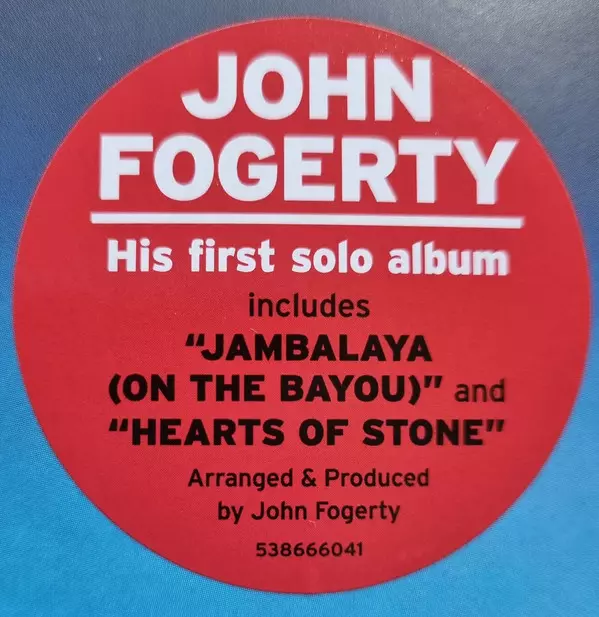 JOHN
FOGERTY
His first solo album
includes
“JAMBALAYA
(ON THE BAYOU)” and
“HEARTS OF STONE”
Arranged & Produced
by John Fogerty
538666041